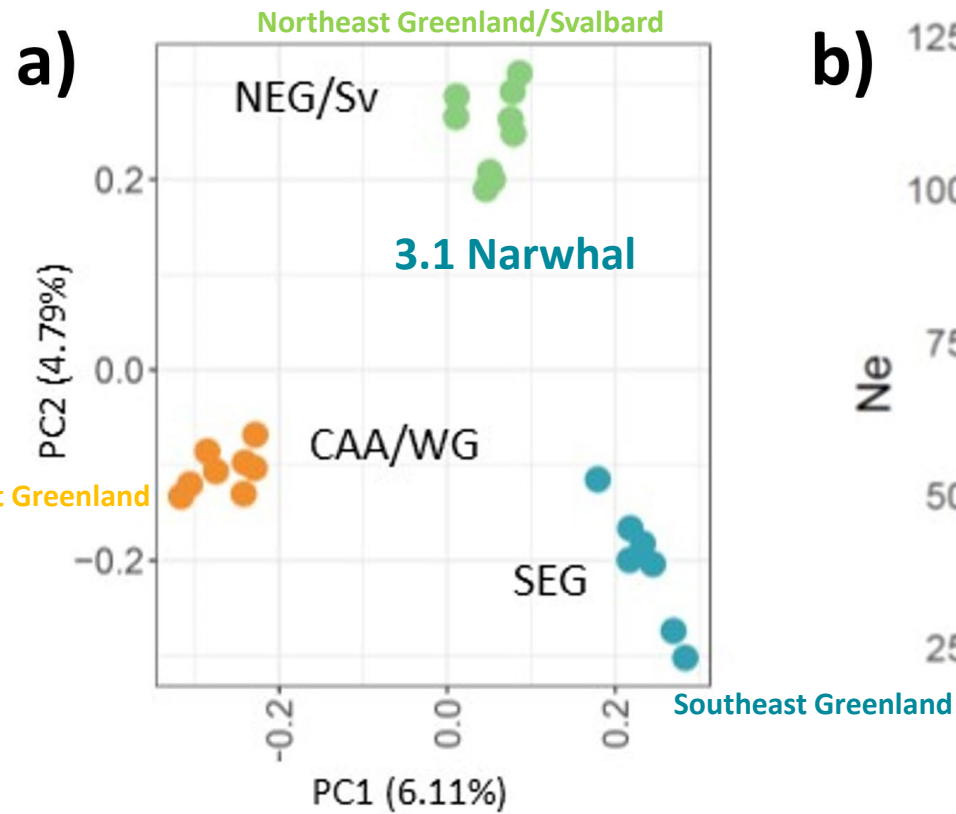 Northeast Greenland/Svalbard
a)
b)
NEG/Sv
0.2
3.1 Narwhal
PC2 (4.79%)
0.0
CAA/WG
Greenland
−0.2
SEG
Southeast Greenland
-0.2
0.0
0.2
PC1 (6.11%)
Ne